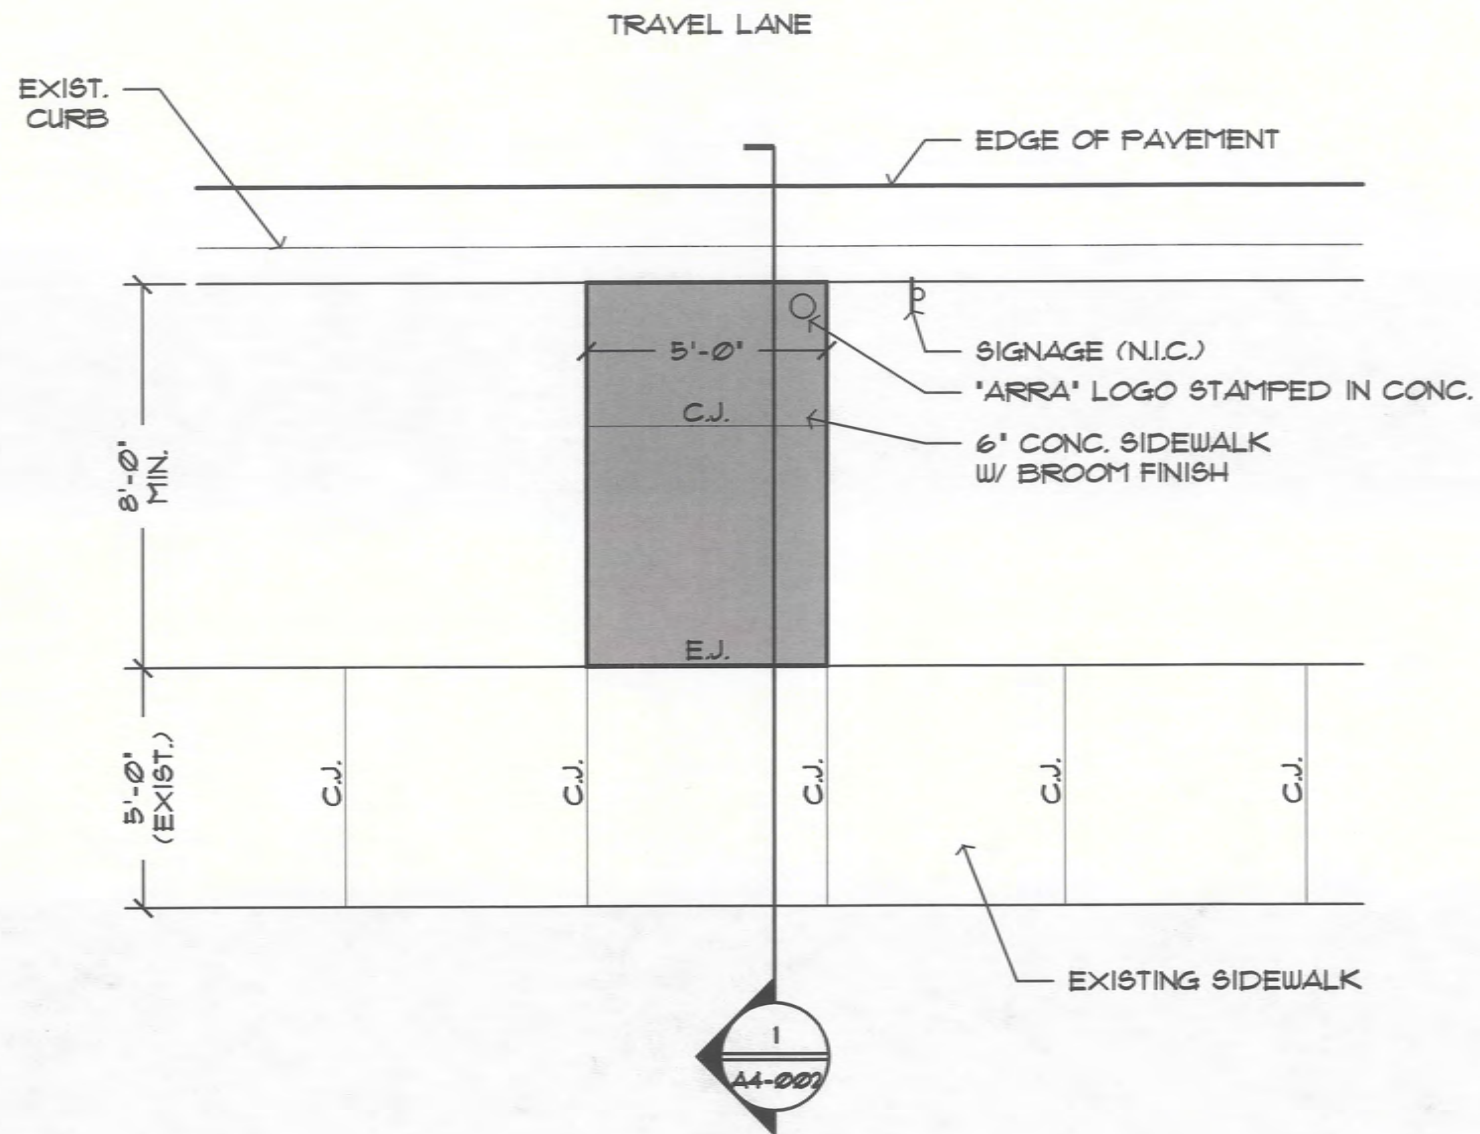 TRAVEL LANE
EXIST.
CURB
EDGE OF PAVEMENT
SIGNAGE (N.I.C.)
5'-0"
"ARRA" LOGO STAMPED IN CONC.
C.J.
6" CONC. SIDEWALK
W/ BROOM FINISH
8'-0"
MIN.
E.J.
5'-0"
(EXIST.)
C.J.
C.J.
C.J.
C.J.
C.J.
EXISTING SIDEWALK
1
A4-002